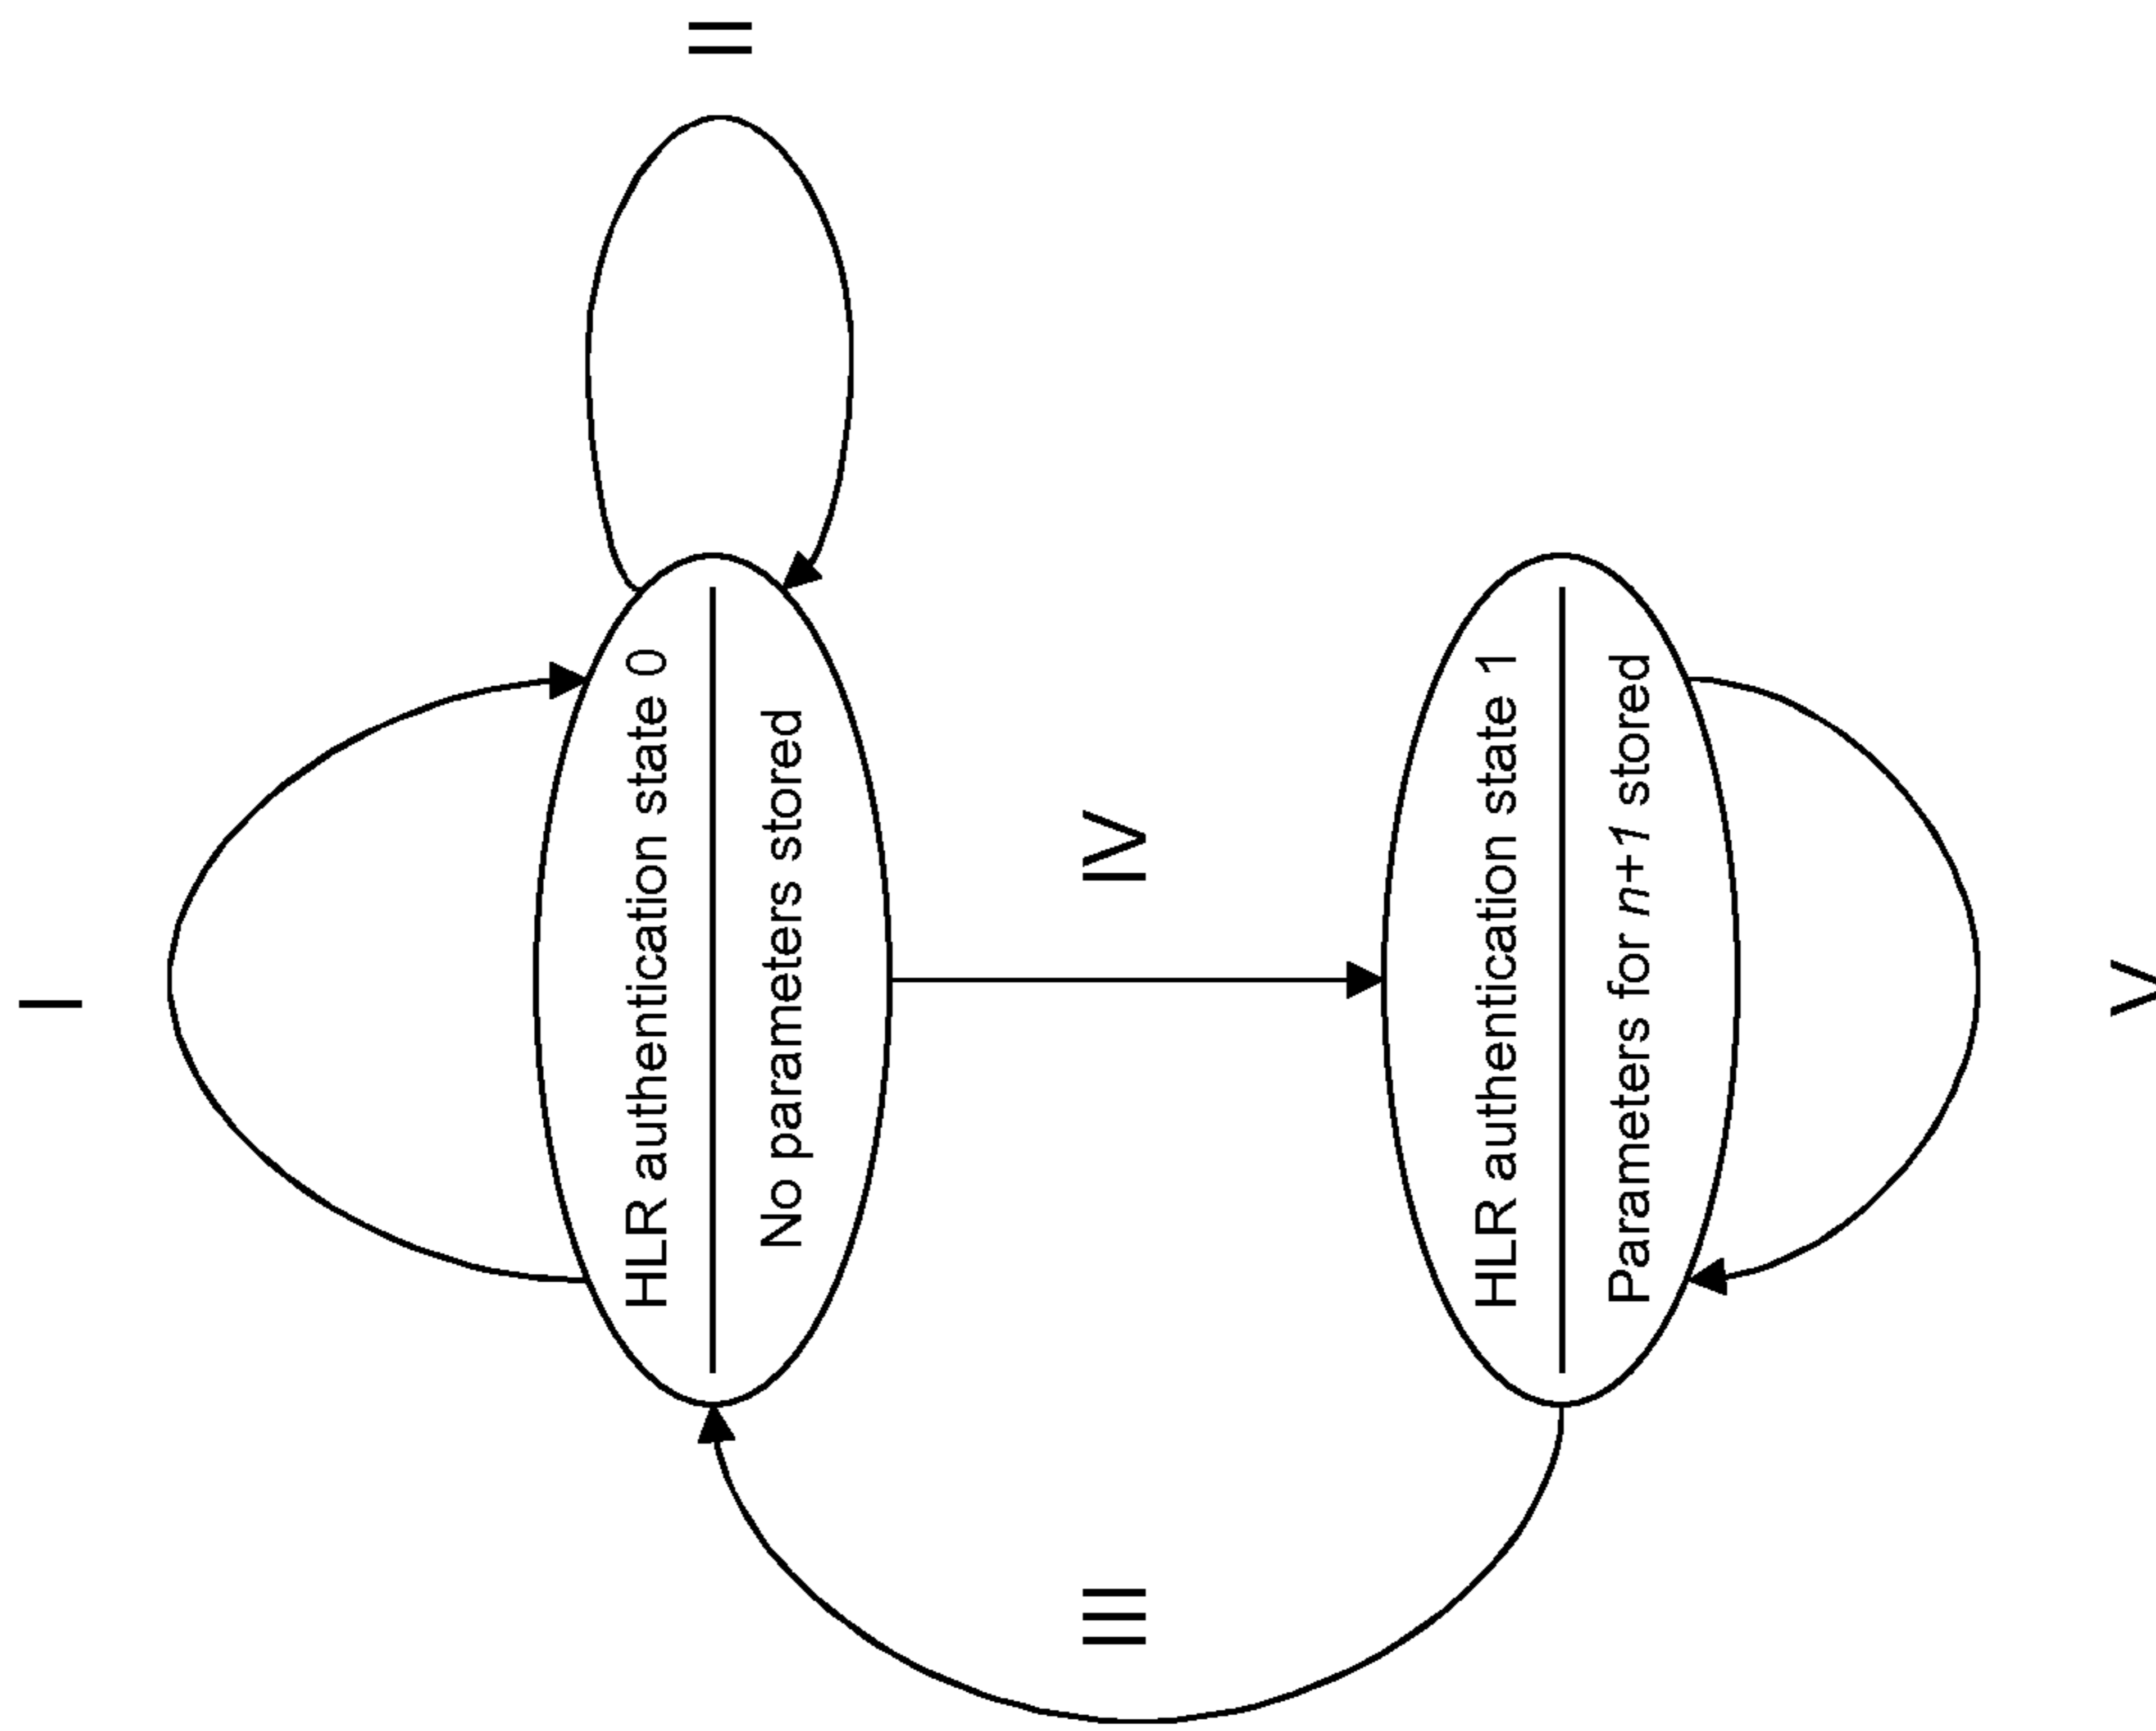 I
HLR authentication state 0
II
No parameters stored
III
IV
HLR authentication state 1
Parameters for n+1 stored
V